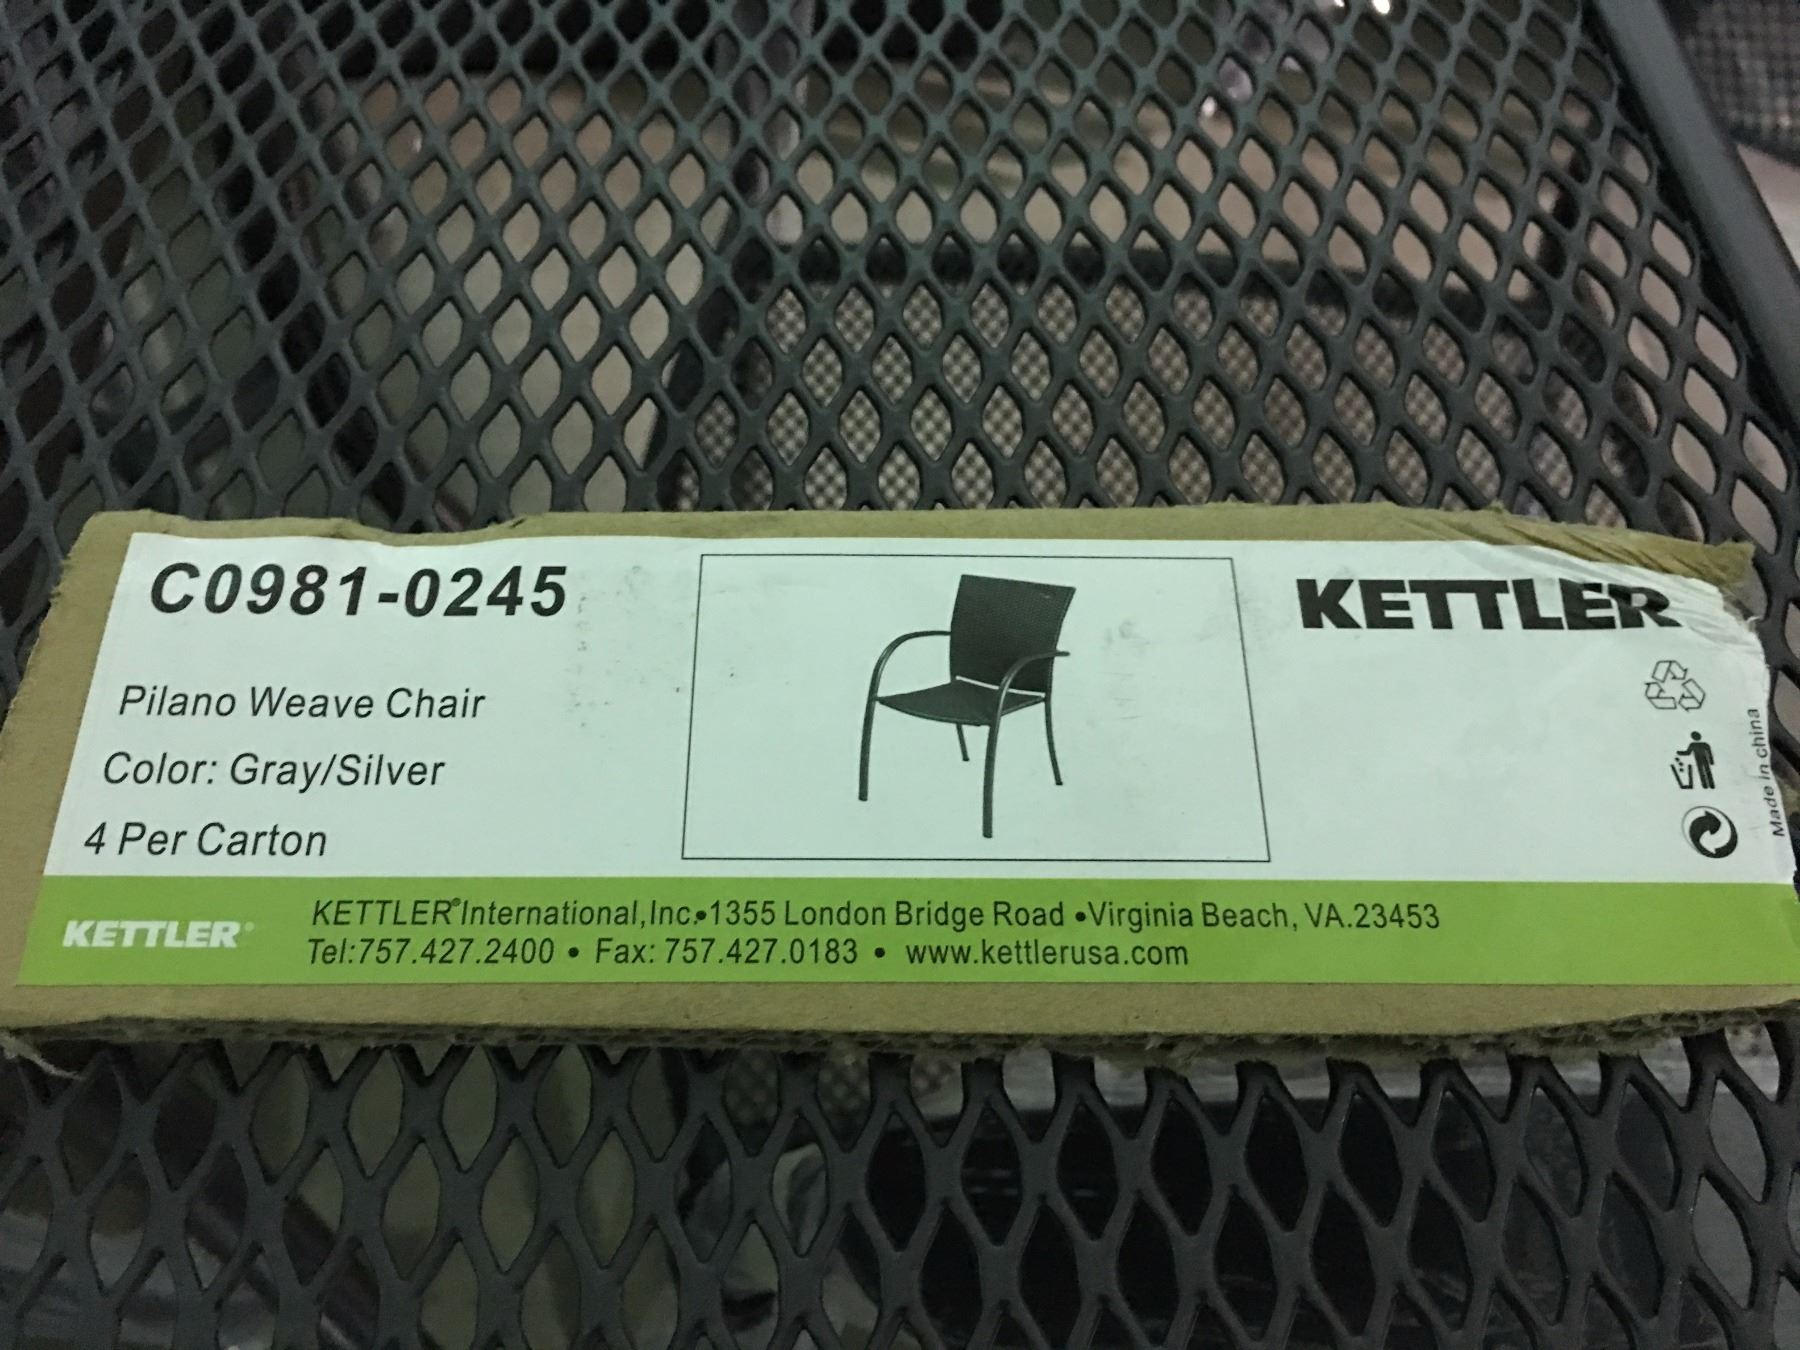 C0981-0245
KETTLER
Pilano Weave Chair
Color: Gray/Silver
4 Per Carton
Made in china
KETTLER®
KETTLER®International,Inc.•1355 London Bridge Road •Virginia Beach, VA.23453
Tel:757.427.2400 • Fax: 757.427.0183 • www.kettlerusa.com